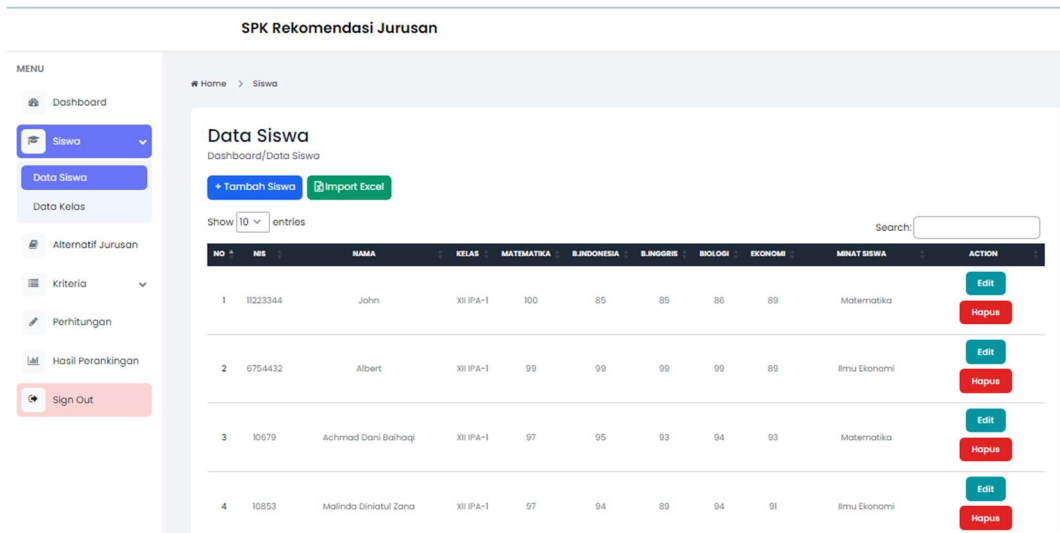 SPK Rekomendasi Jurusan
MENU
Dashboard
Siswa
Data Siswa
Data Kelas
Alternatif Jurusan
Kriteria
Perhitungan
Hasil Perankingan
Sign Out
Home > Siswa
Data Siswa
Dashboard/Data Siswa
+ Tambah Siswa Import Excel
Show 10 entries Search:
NO NIS NAMA KELAS MATEMATIKA B.INDONESIA B.INGGRIS BIOLOGI EKONOMI MINAT SISWA ACTION
1 11223344 John XII IPA-1 100 85 85 86 89 Matematika Edit
Hapus
2 6754432 Albert XII IPA-1 99 99 99 99 89 Ilmu Ekonomi Edit
Hapus
3 10679 Achmad Dani Baihaqi XII IPA-1 97 95 93 94 93 Matematika Edit
Hapus
4 10853 Malinda Diniatul Zana XII IPA-1 97 94 89 94 91 Ilmu Ekonomi Edit
Hapus